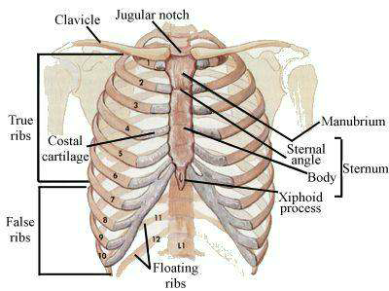 Clavicle
Jugular notch
True
ribs
Costal
cartilage
Manubrium
Sternal
angle
Body
Sternum
Xiphoid
process
False
ribs
Floating
ribs
1
2
3
4
5
6
7
8
9
10
11
12
L1